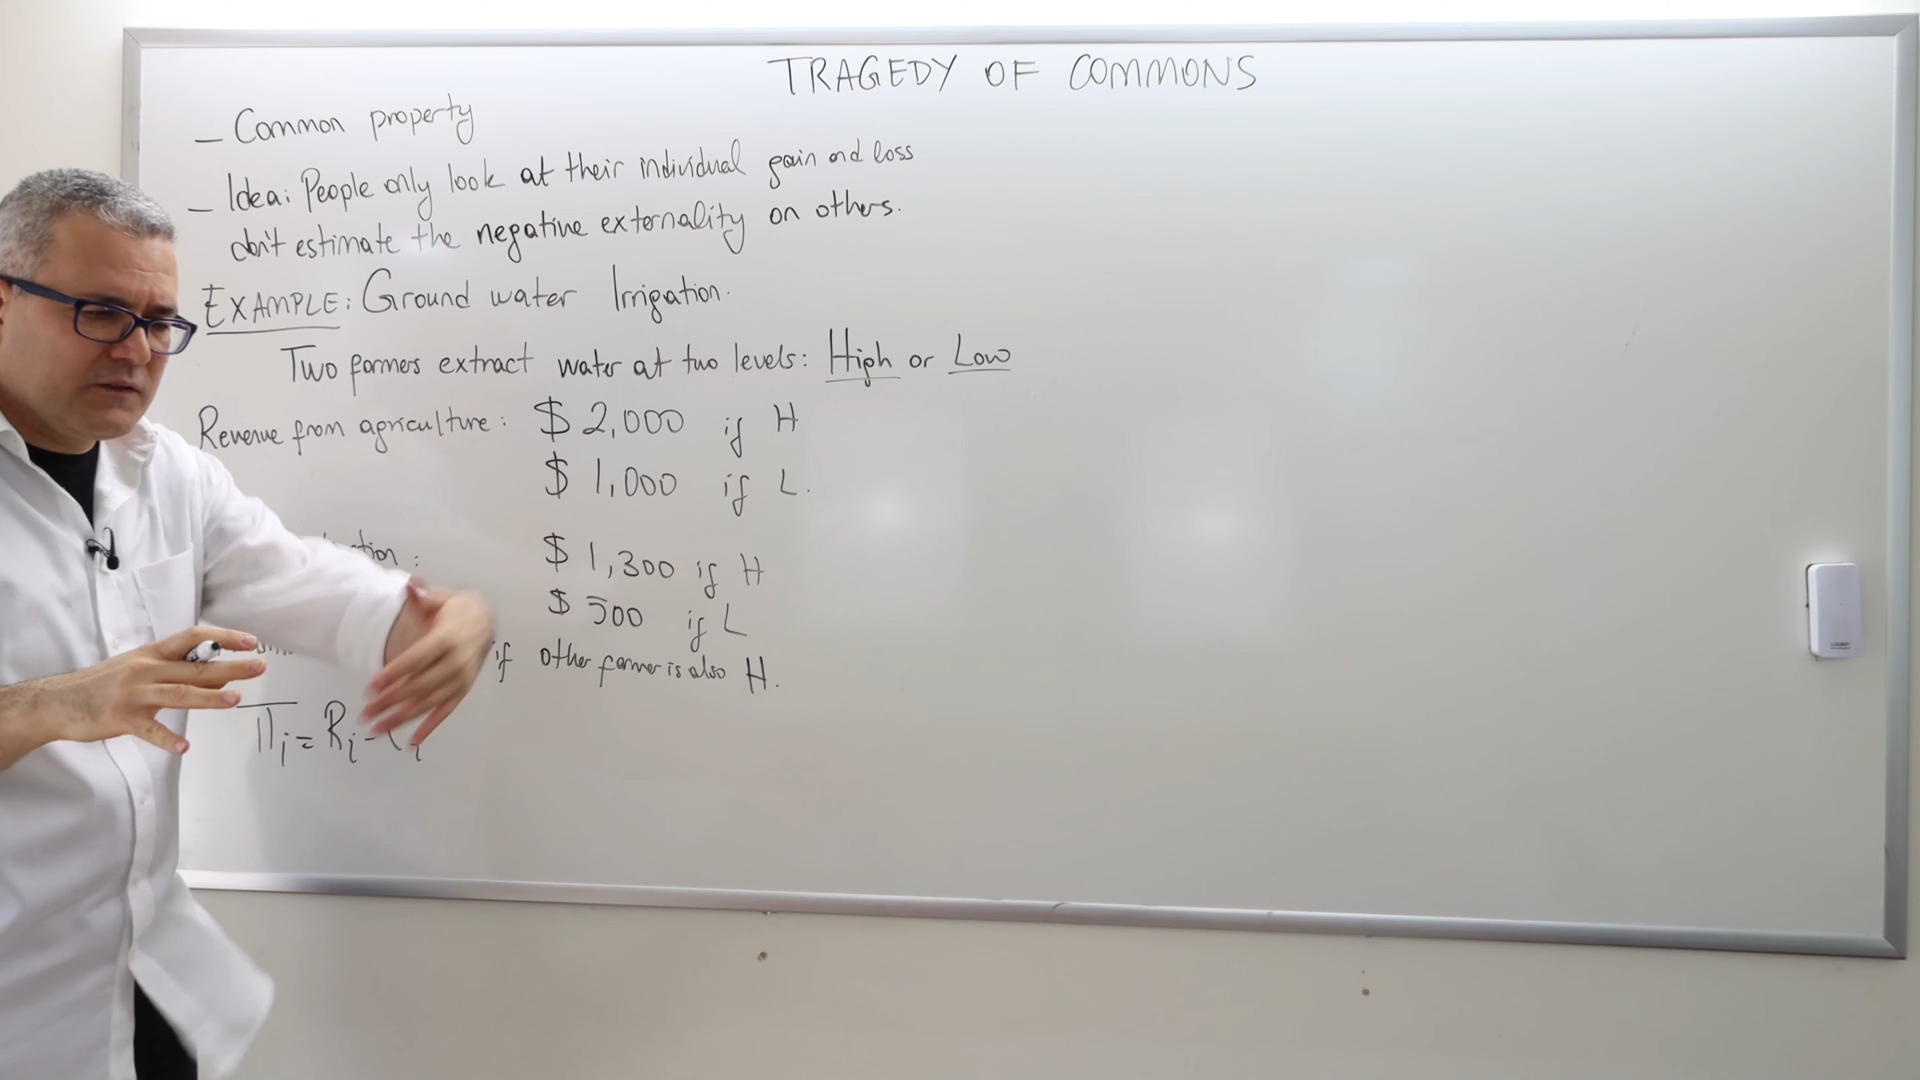 TRAGEDY OF COMMONS
– Common property
– Idea: People only look at their individual gain and loss
don't estimate the negative externality on others.
EXAMPLE: Ground water Irrigation.
Two farmers extract water at two levels: High or Low
Revenue from agriculture: $2,000 if H
$1,000 if L.
$1,300 if H
$500 if L
if other farmer is also H.
Πi = Ri -